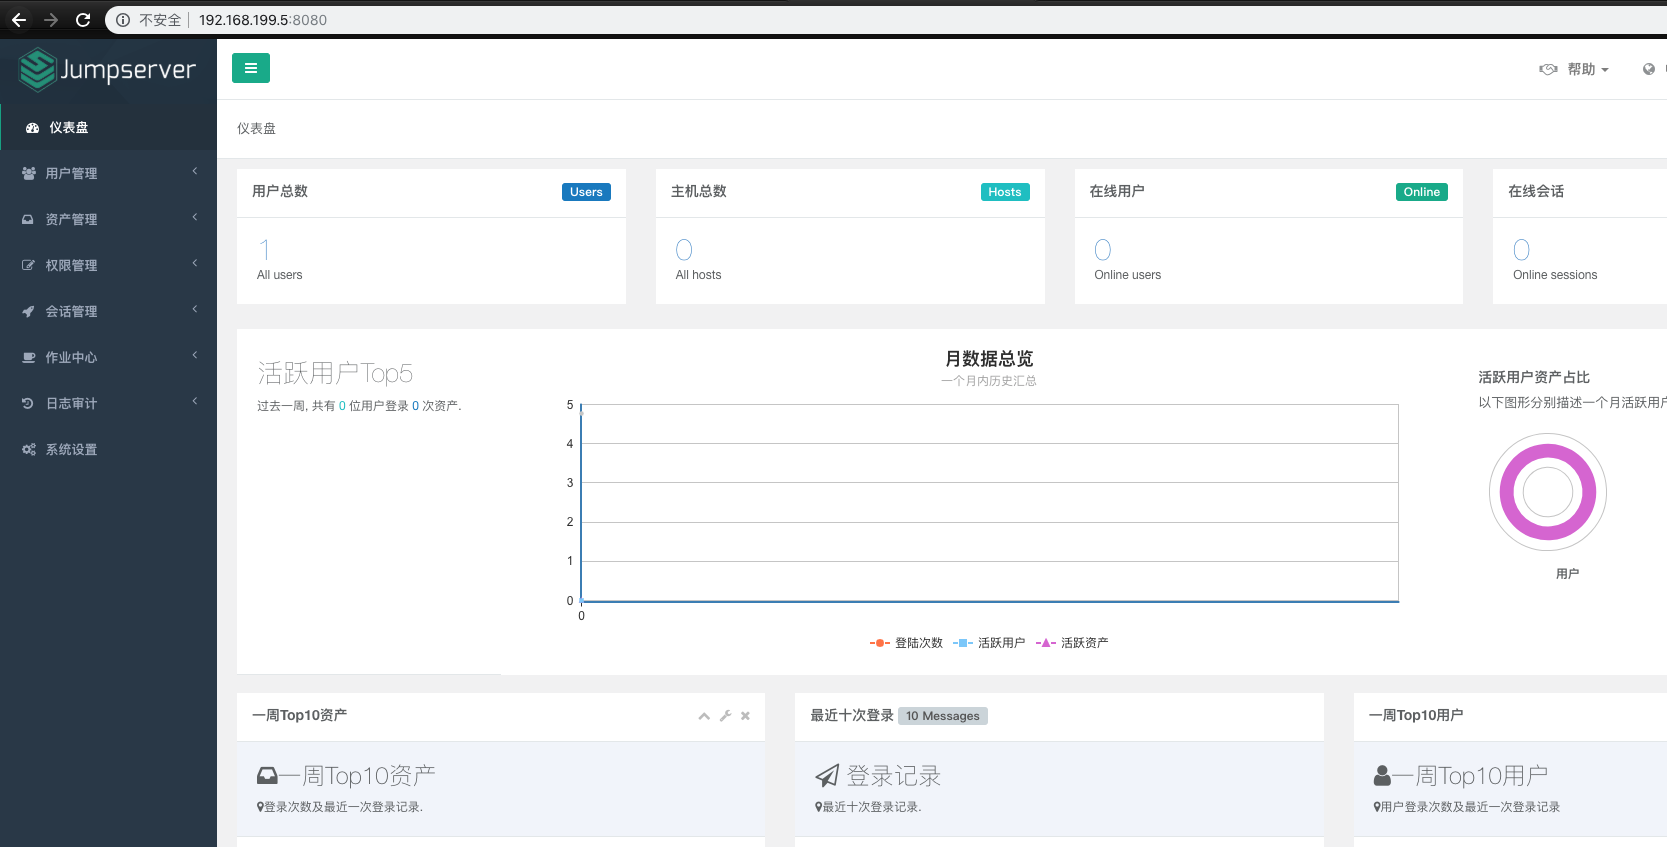 不安全 192.168.199.5:8080
Jumpserver
帮助
仪表盘
用户管理
资产管理
权限管理
会话管理
作业中心
日志审计
系统设置
仪表盘
用户总数 Users
1
All users
主机总数 Hosts
0
All hosts
在线用户 Online
0
Online users
在线会话
0
Online sessions
活跃用户Top5
过去一周, 共有 0 位用户登录 0 次资产.
月数据总览
一个月内历史汇总
5
4
3
2
1
0
0
登陆次数 活跃用户 活跃资产
活跃用户资产占比
以下图形分别描述一个月活跃用户
用户
一周Top10资产
一周Top10资产
登录次数及最近一次登录记录.
最近十次登录 10 Messages
登录记录
最近十次登录记录.
一周Top10用户
一周Top10用户
用户登录次数及最近一次登录记录